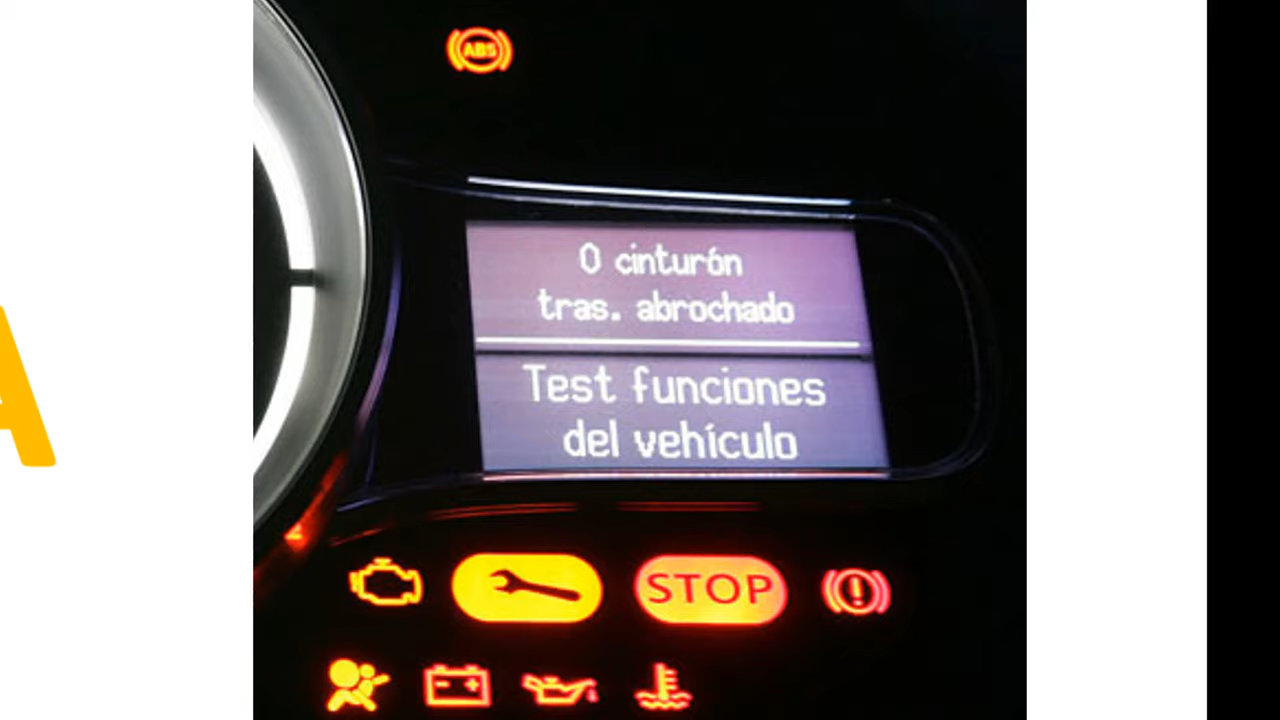 ABS
0 cinturón
tras. abrochado
Test funciones
del vehículo
STOP
A